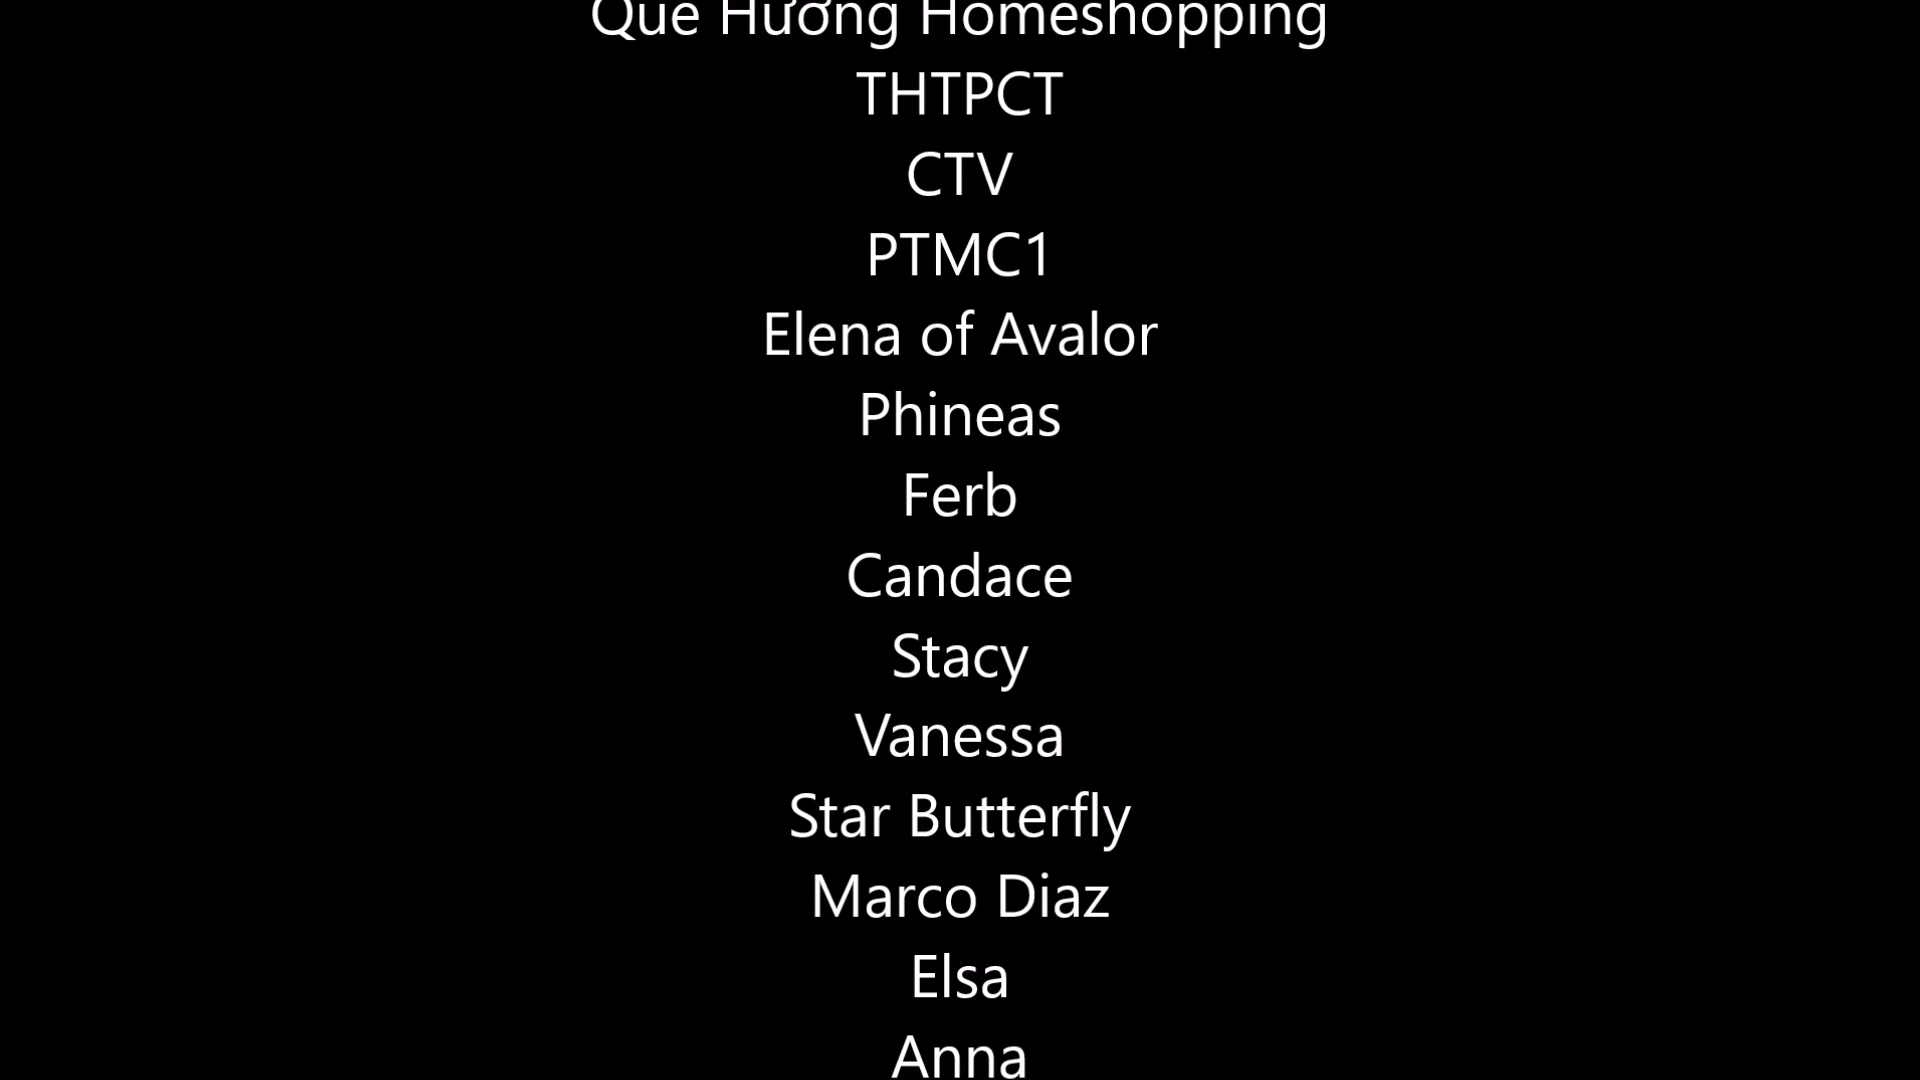 Quê Hương Homeshopping
THTPCT
CTV
PTMC1
Elena of Avalor
Phineas
Ferb
Candace
Stacy
Vanessa
Star Butterfly
Marco Diaz
Elsa
Anna